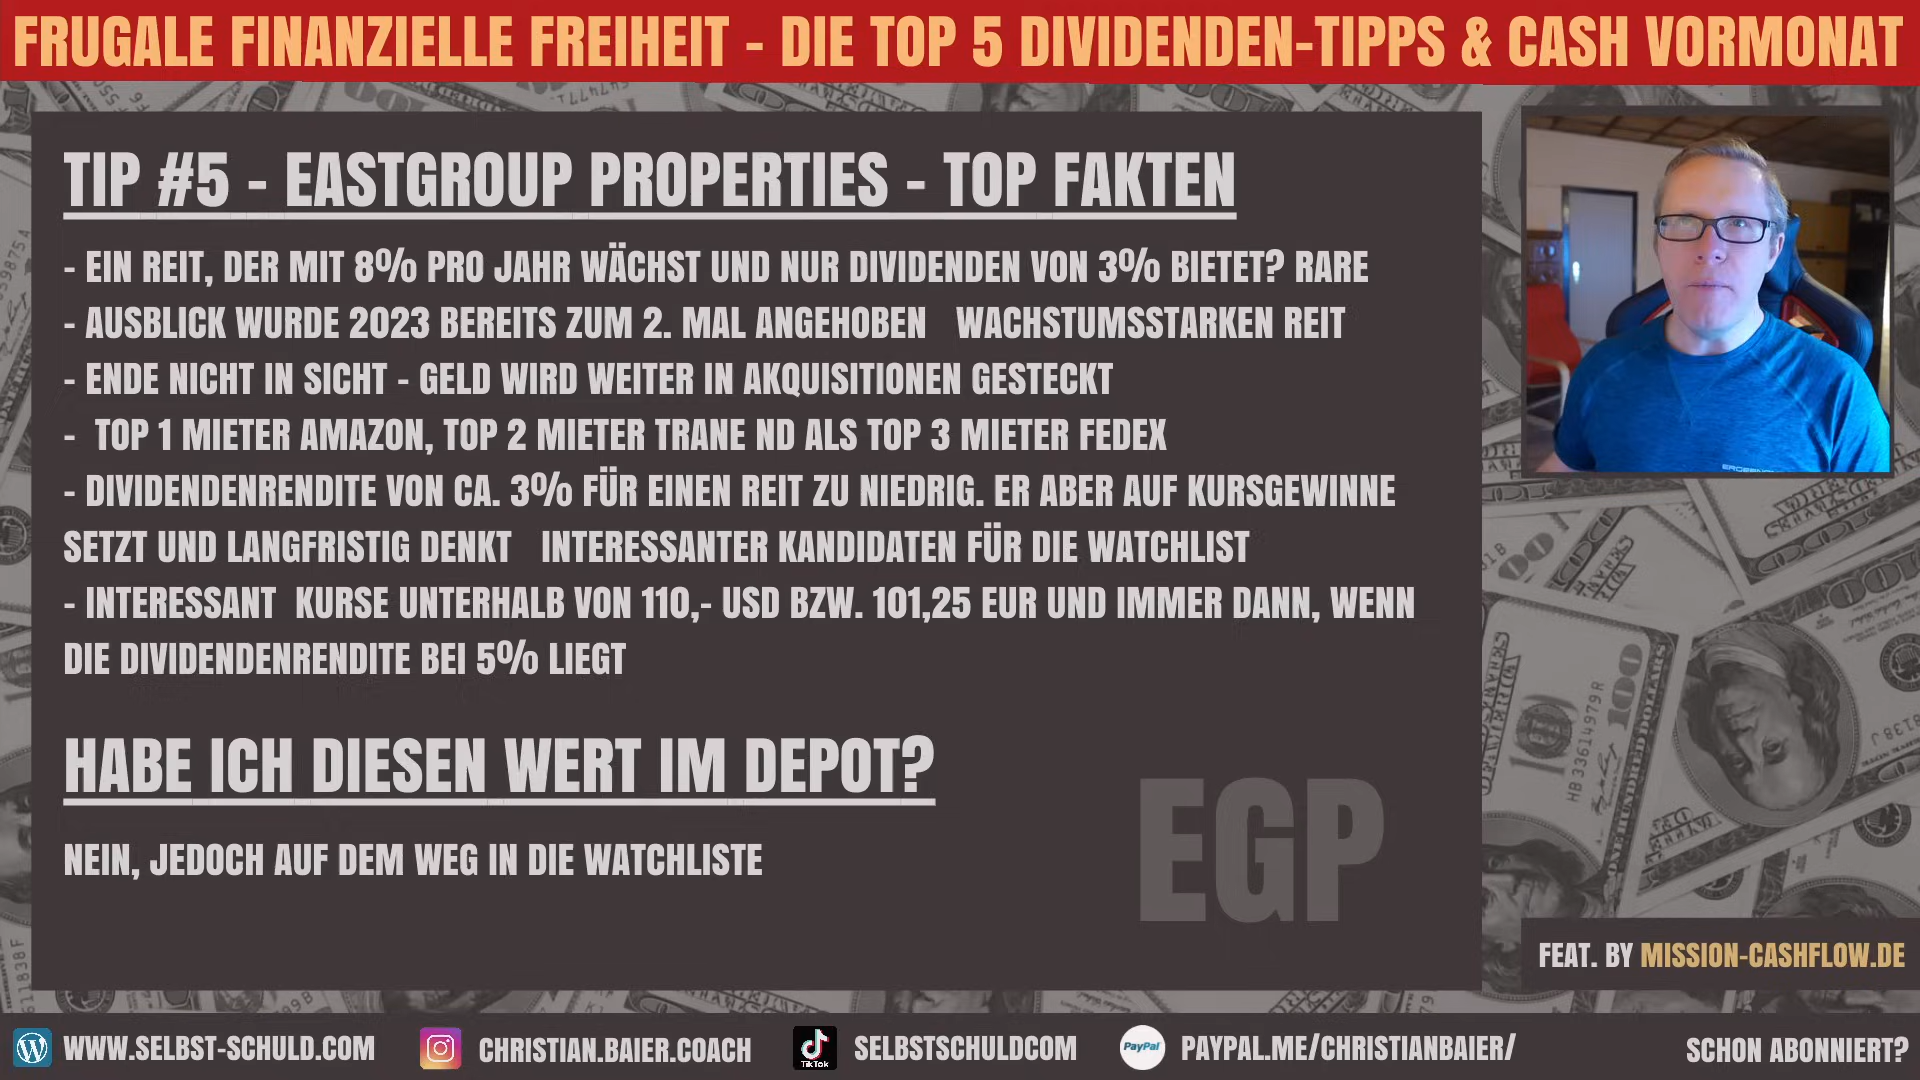 FRUGALE FINANZIELLE FREIHEIT - DIE TOP 5 DIVIDENDEN-TIPPS & CASH VORMONAT
TIP #5 - EASTGROUP PROPERTIES - TOP FAKTEN
- EIN REIT, DER MIT 8% PRO JAHR WÄCHST UND NUR DIVIDENDEN VON 3% BIETET? RARE
- AUSBLICK WURDE 2023 BEREITS ZUM 2. MAL ANGEHOBEN WACHSTUMSSTARKEN REIT
- ENDE NICHT IN SICHT - GELD WIRD WEITER IN AKQUISITIONEN GESTECKT
- TOP 1 MIETER AMAZON, TOP 2 MIETER TRANE ND ALS TOP 3 MIETER FEDEX
- DIVIDENDENRENDITE VON CA. 3% FÜR EINEN REIT ZU NIEDRIG. ER ABER AUF KURSGEWINNE
SETZT UND LANGFRISTIG DENKT INTERESSANTER KANDIDATEN FÜR DIE WATCHLIST
- INTERESSANT KURSE UNTERHALB VON 110,- USD BZW. 101,25 EUR UND IMMER DANN, WENN
DIE DIVIDENDENRENDITE BEI 5% LIEGT
HABE ICH DIESEN WERT IM DEPOT?
NEIN, JEDOCH AUF DEM WEG IN DIE WATCHLISTE
EGP
FEAT. BY MISSION-CASHFLOW.DE
WWW.SELBST-SCHULD.COM CHRISTIAN.BAIER.COACH TikTok SELBSTSCHULDCOM PayPal PAYPAL.ME/CHRISTIANBAIER/ SCHON ABONNIERT?